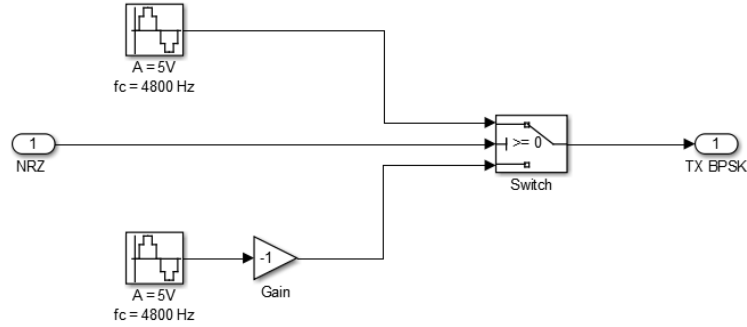 A = 5V
fc = 4800 Hz
1
NRZ
>= 0
Switch
1
TX BPSK
-1
Gain
A = 5V
fc = 4800 Hz